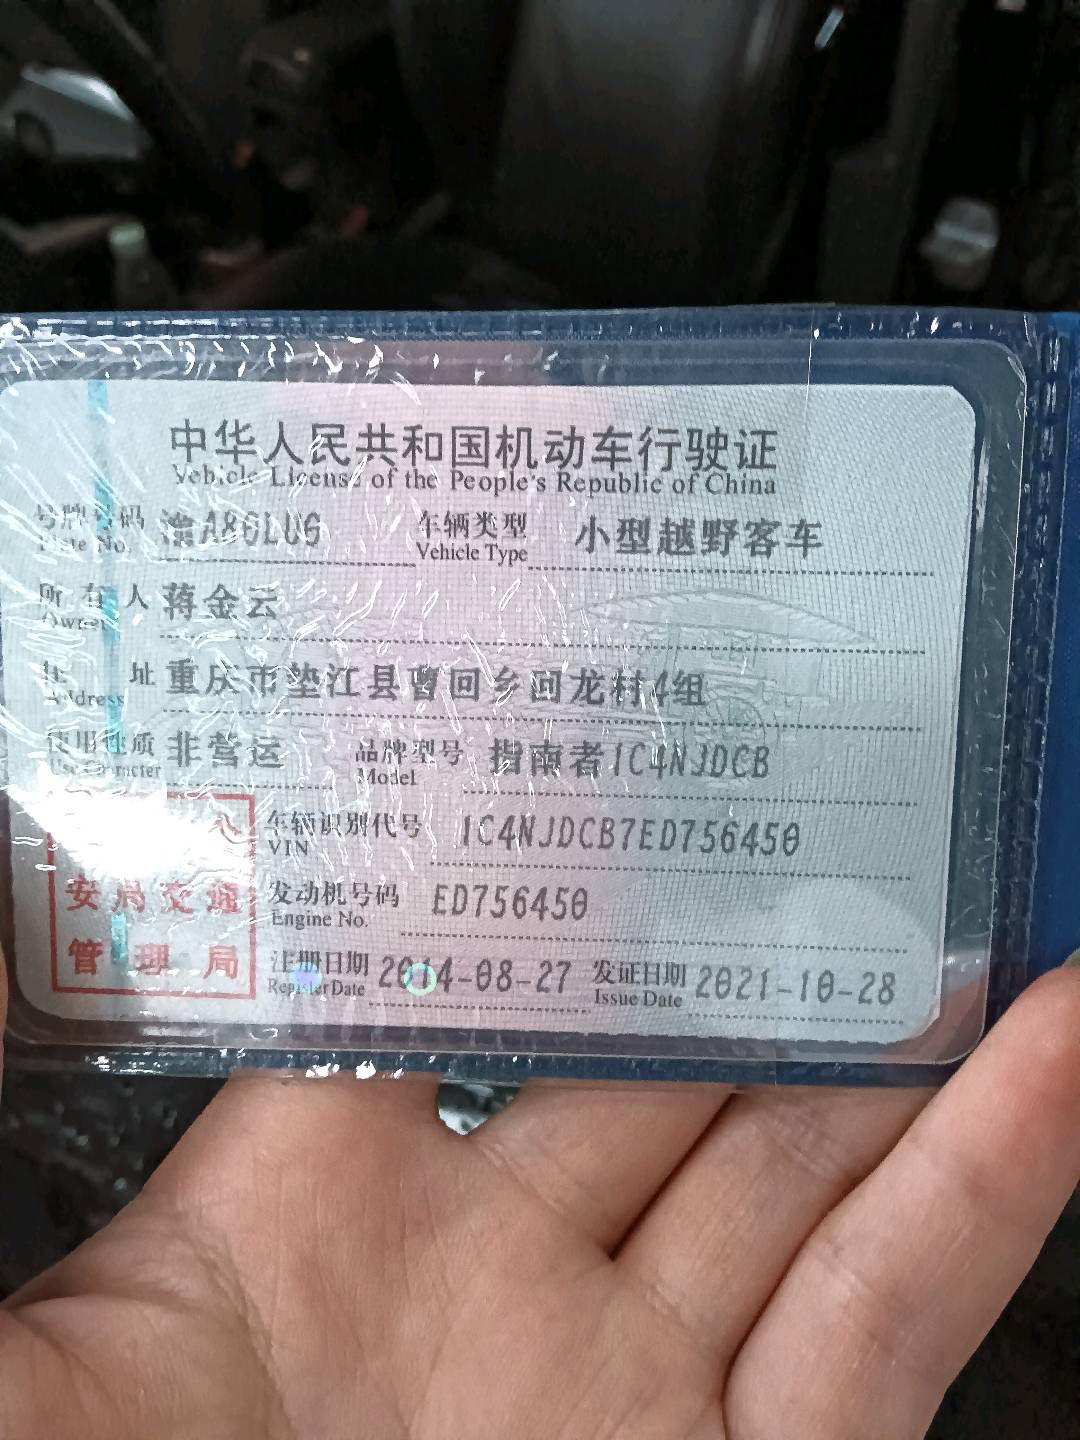 中华人民共和国机动车行驶证
Vehicle License of the People's Republic of China
号牌号码 渝A86LU6 车辆类型 小型越野客车
Plate No. Vehicle Type
所有人 蒋金云
Owner
住址 重庆市垫江县曹回乡回龙村4组
Address
使用性质 非营运 品牌型号 指南者1C4NJDCB
Use Character Model
车辆识别代号 1C4NJDCB7ED756450
VIN
安局交通 发动机号码 ED756450
Engine No.
管理局 注册日期 2014-08-27 发证日期 2021-10-28
Register Date Issue Date